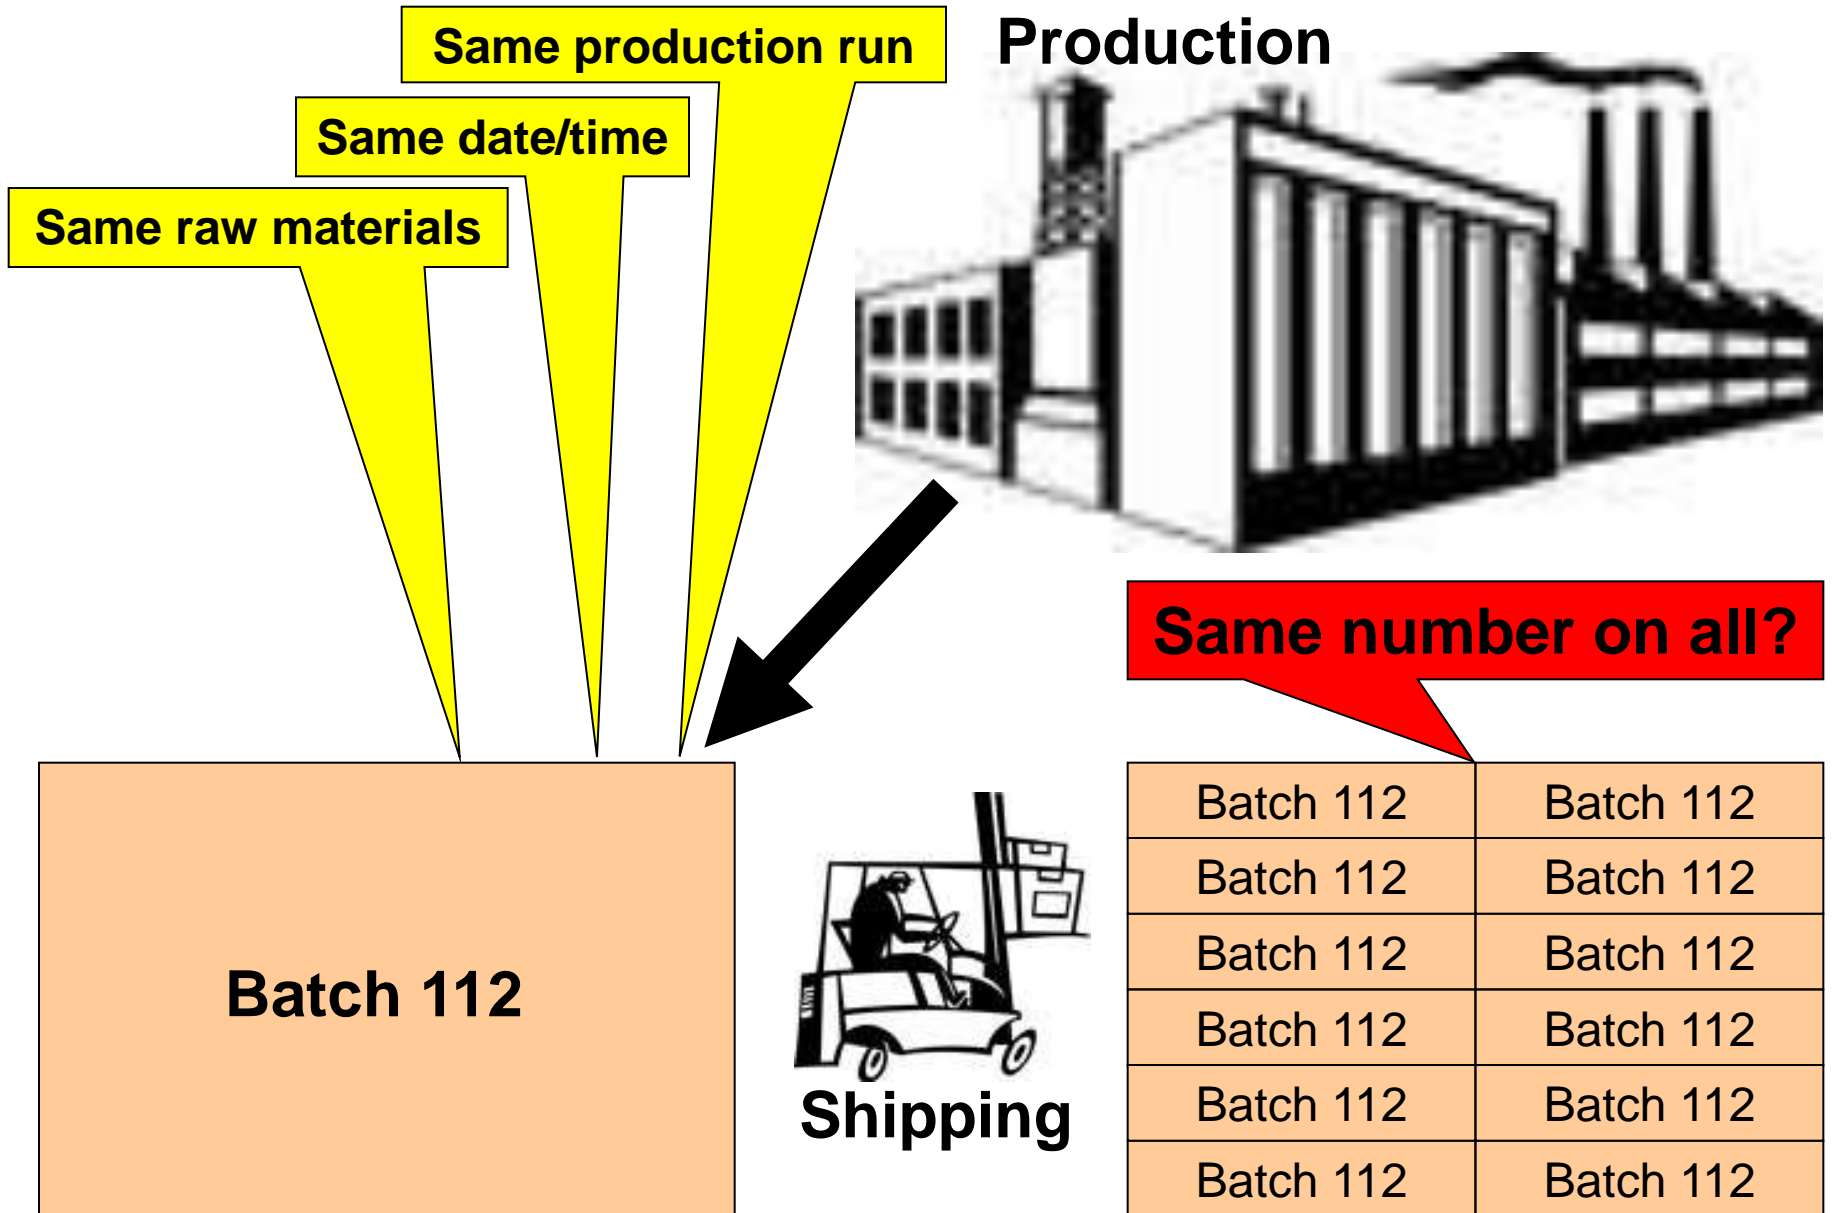 Same production run
Production
Same date/time
Same raw materials
Same number on all?
Batch 112
Shipping
Batch 112 Batch 112
Batch 112 Batch 112
Batch 112 Batch 112
Batch 112 Batch 112
Batch 112 Batch 112
Batch 112 Batch 112